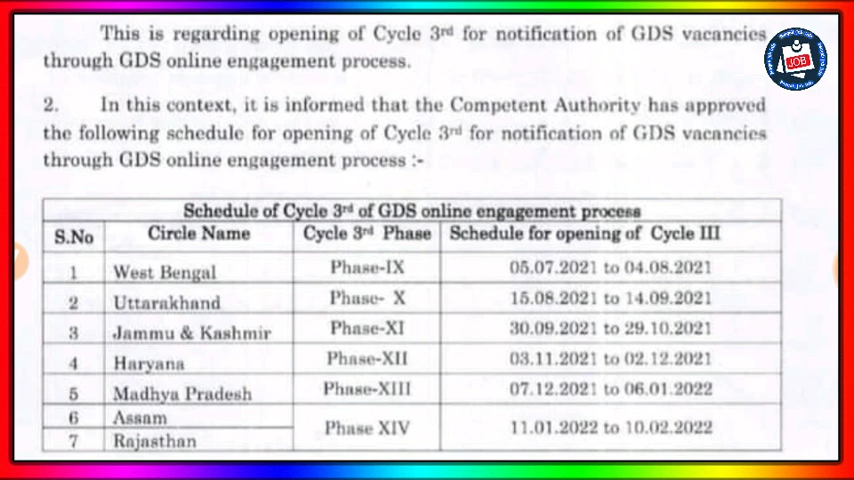 This is regarding opening of Cycle 3rd for notification of GDS vacancies
through GDS online engagement process.
2. In this context, it is informed that the Competent Authority has approved
the following schedule for opening of Cycle 3rd for notification of GDS vacancies
through GDS online engagement process :-
Schedule of Cycle 3rd of GDS online engagement process
S.No Circle Name Cycle 3rd Phase Schedule for opening of Cycle III
1 West Bengal Phase-IX 05.07.2021 to 04.08.2021
2 Uttarakhand Phase- X 15.08.2021 to 14.09.2021
3 Jammu & Kashmir Phase-XI 30.09.2021 to 29.10.2021
4 Haryana Phase-XII 03.11.2021 to 02.12.2021
5 Madhya Pradesh Phase-XIII 07.12.2021 to 06.01.2022
6 Assam
Phase XIV 11.01.2022 to 10.02.2022
7 Rajasthan
JOB